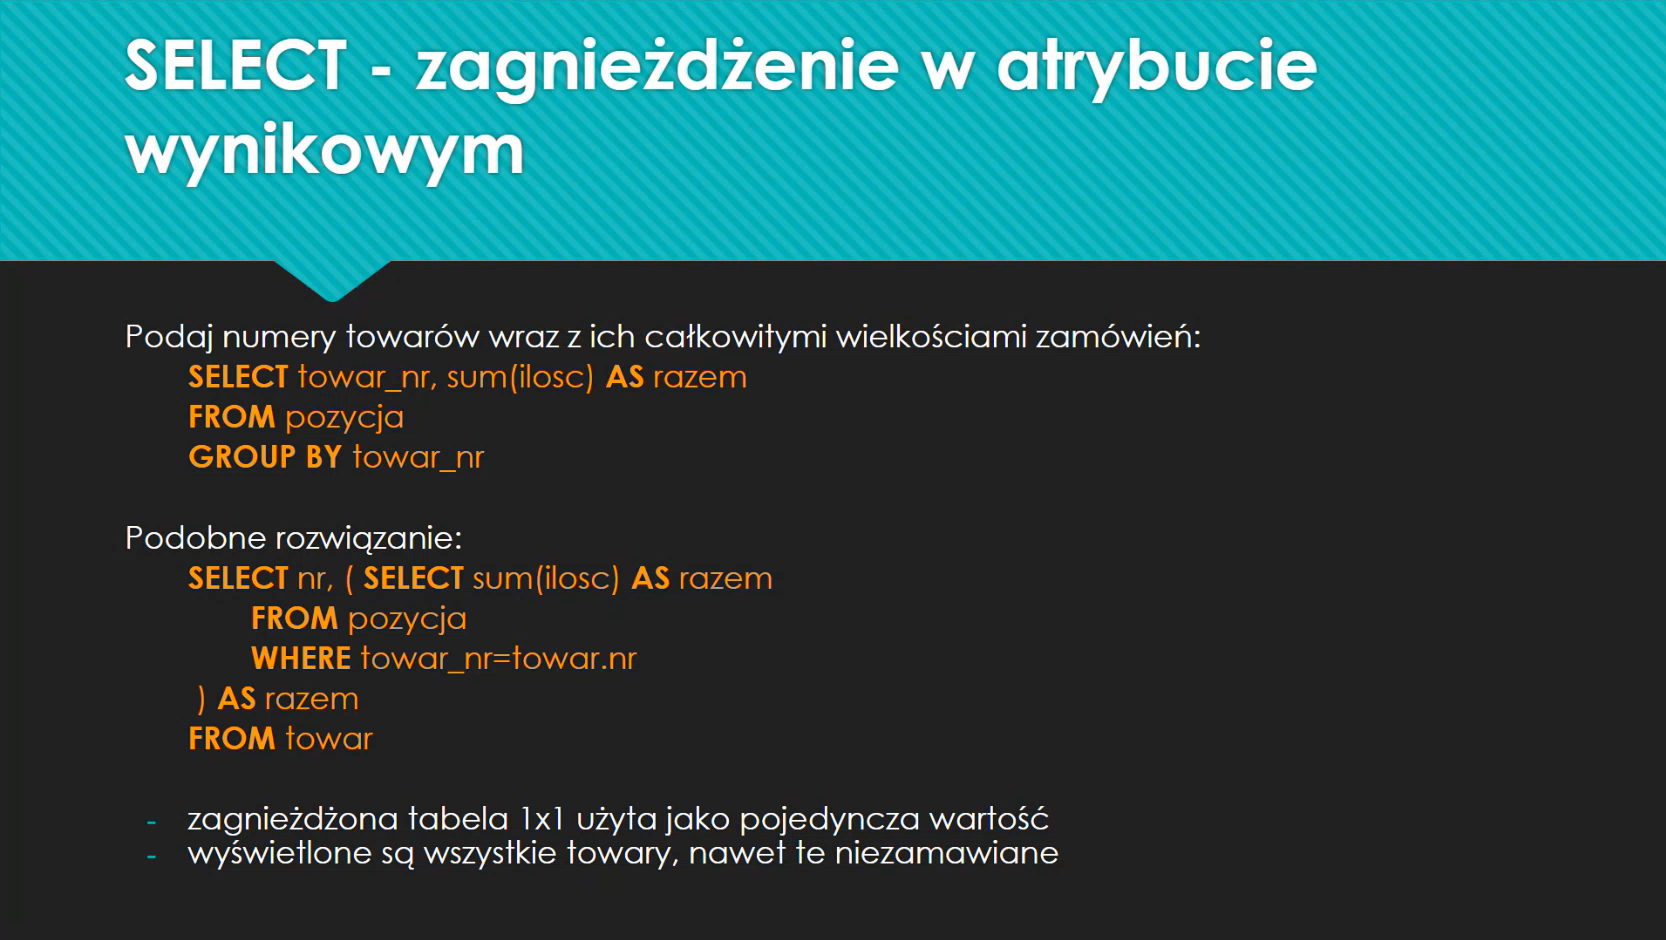 SELECT - zagnieżdżenie w atrybucie
wynikowym
Podaj numery towarów wraz z ich całkowitymi wielkościami zamówień:
SELECT towar_nr, sum(ilosc) AS razem
FROM pozycja
GROUP BY towar_nr
Podobne rozwiązanie:
SELECT nr, ( SELECT sum(ilosc) AS razem
FROM pozycja
WHERE towar_nr=towar.nr
) AS razem
FROM towar
- zagnieżdżona tabela 1x1 użyta jako pojedyncza wartość
- wyświetlone są wszystkie towary, nawet te niezamawiane